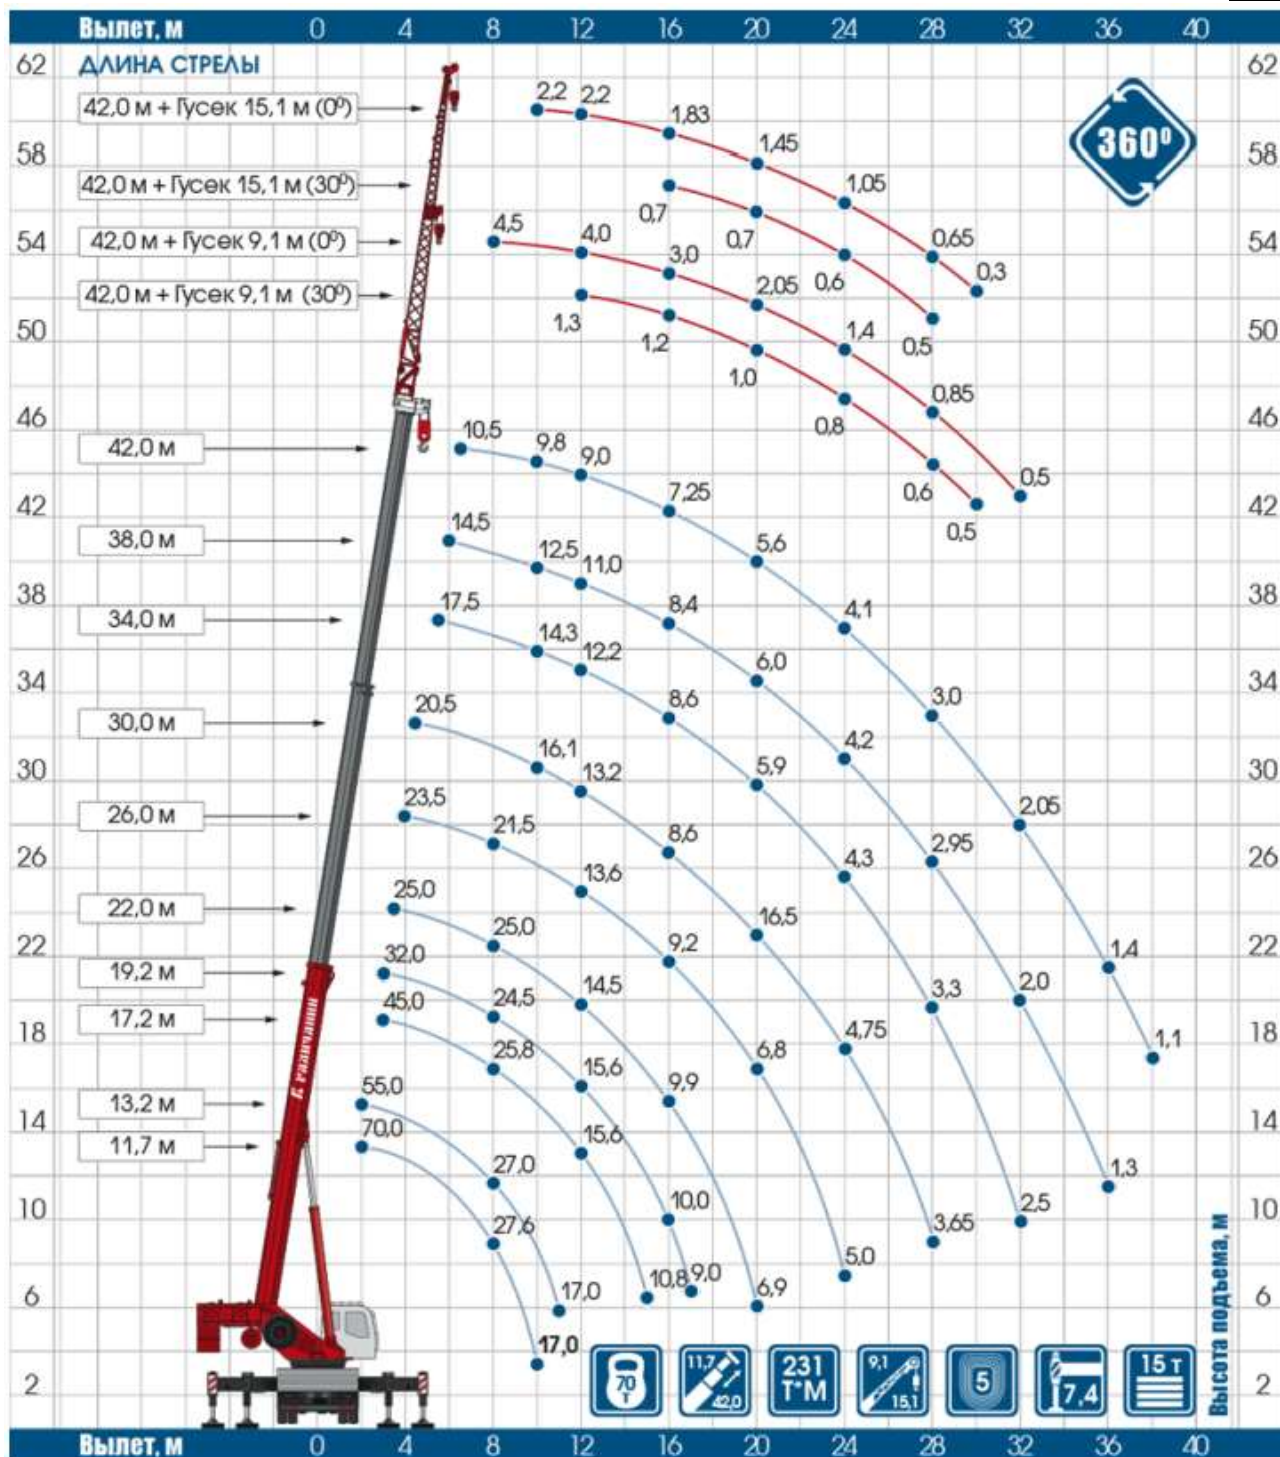 Вылет, м 0 4 8 12 16 20 24 28 32 36 40
62 ДЛИНА СТРЕЛЫ 62
42,0 м + Гусек 15,1 м (0⁰) 2,2 2,2 1,83
360⁰
58 1,45 58
42,0 м + Гусек 15,1 м (30⁰) 0,7 1,05
42,0 м + Гусек 9,1 м (0⁰) 4,5 4,0 0,7 0,65
54 3,0 0,6 0,3 54
42,0 м + Гусек 9,1 м (30⁰) 1,3 2,05
50 1,2 1,4 0,5 50
1,0 0,85
46 0,8 46
42,0 м 10,5 9,8 9,0 0,6 0,5
42 7,25 0,5 42
38,0 м 14,5 12,5 11,0 5,6
38 17,5 8,4 4,1 38
34,0 м 14,3 12,2 6,0
34 20,5 8,6 4,2 3,0 34
30,0 м 16,1 13,2 5,9
30 23,5 8,6 4,3 2,95 2,05 30
26,0 м 21,5
26 25,0 13,6 16,5 26
22,0 м 25,0 9,2
22 32,0 14,5 3,3 2,0 1,4 22
19,2 м 24,5
17,2 м 45,0
18 25,8 15,6 6,8 4,75 1,1 18
13,2 м 55,0 9,9
14 70,0 15,6 14
11,7 м 27,0 1,3
10 27,6 10,0 3,65 2,5 10
5,0
6 17,0 10,8 9,0 6,9 6
17,0
Г. ГАЛИЧАНИН
70 Т
11,7 42,0
231 Т*М
9,1 15,1
5
7,4
15 т
Высота подъема, м
2 2
Вылет, м 0 4 8 12 16 20 24 28 32 36 40